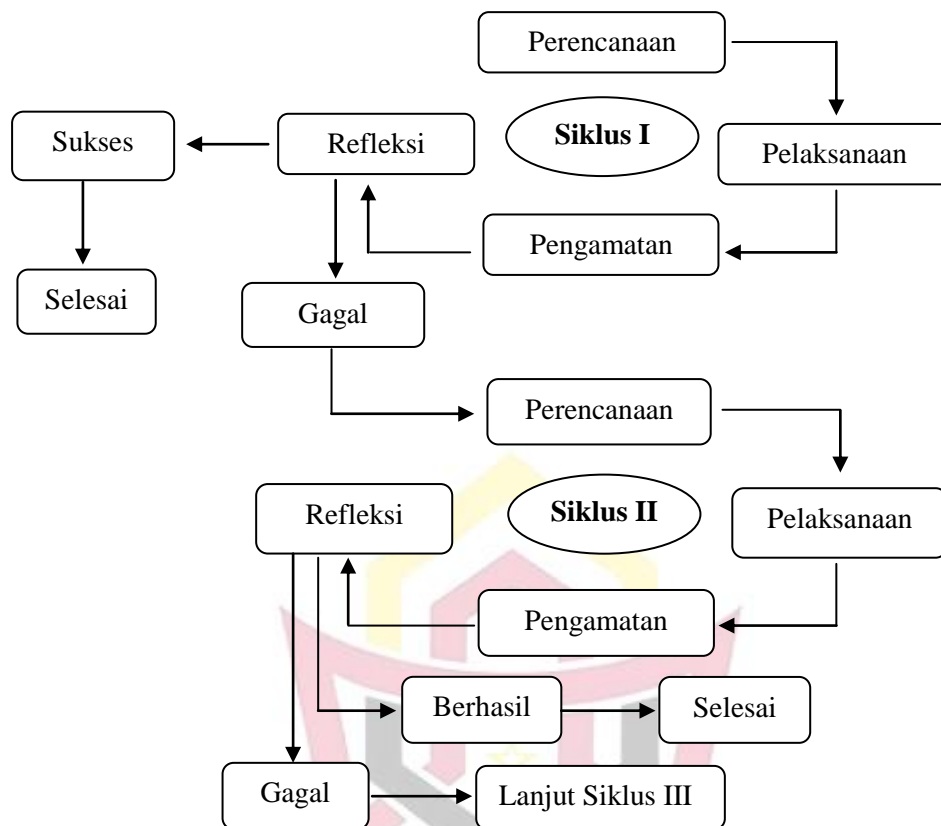 Perencanaan
Sukses
Refleksi
Siklus I
Pelaksanaan
Pengamatan
Selesai
Gagal
Perencanaan
Refleksi
Siklus II
Pelaksanaan
Pengamatan
Berhasil
Selesai
Gagal
Lanjut Siklus III